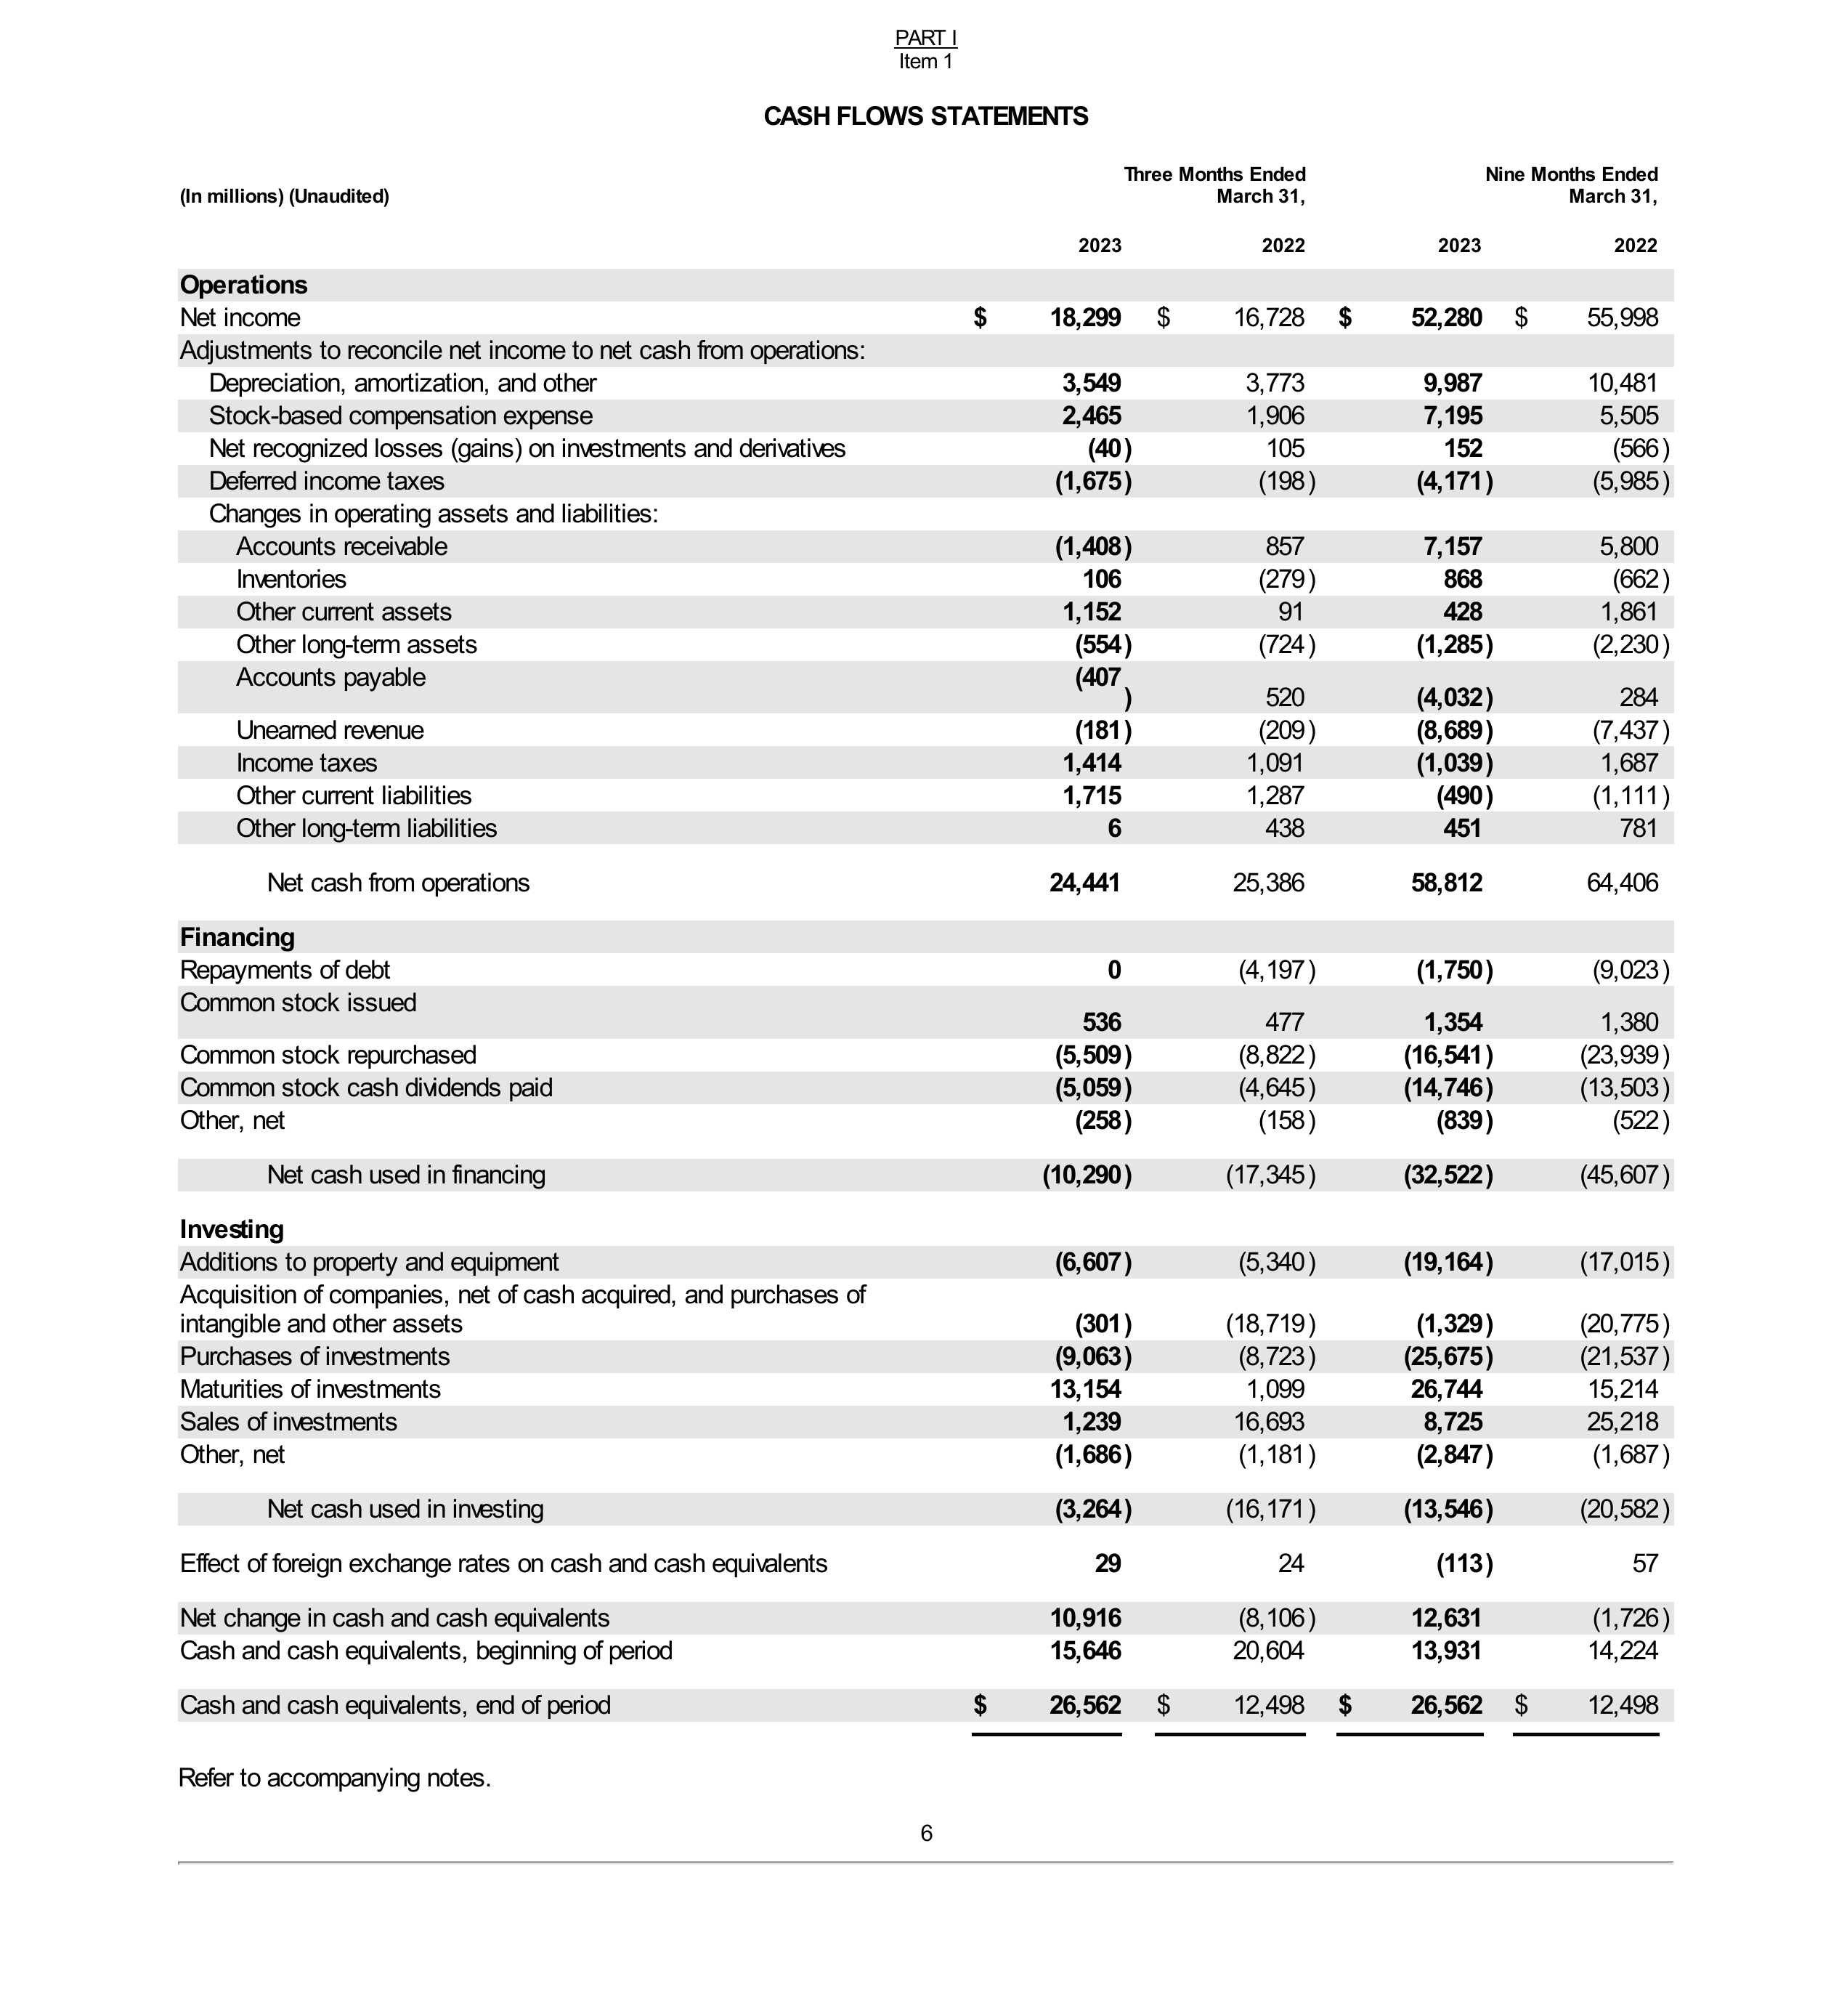 PART I
Item 1
CASH FLOWS STATEMENTS
Three Months Ended Nine Months Ended
(In millions) (Unaudited) March 31, March 31,
2023 2022 2023 2022
Operations
Net income $ 18,299 $ 16,728 $ 52,280 $ 55,998
Adjustments to reconcile net income to net cash from operations:
Depreciation, amortization, and other 3,549 3,773 9,987 10,481
Stock-based compensation expense 2,465 1,906 7,195 5,505
Net recognized losses (gains) on investments and derivatives (40) 105 152 (566)
Deferred income taxes (1,675) (198) (4,171) (5,985)
Changes in operating assets and liabilities:
Accounts receivable (1,408) 857 7,157 5,800
Inventories 106 (279) 868 (662)
Other current assets 1,152 91 428 1,861
Other long-term assets (554) (724) (1,285) (2,230)
Accounts payable (407
) 520 (4,032) 284
Unearned revenue (181) (209) (8,689) (7,437)
Income taxes 1,414 1,091 (1,039) 1,687
Other current liabilities 1,715 1,287 (490) (1,111)
Other long-term liabilities 6 438 451 781
Net cash from operations 24,441 25,386 58,812 64,406
Financing
Repayments of debt 0 (4,197) (1,750) (9,023)
Common stock issued
536 477 1,354 1,380
Common stock repurchased (5,509) (8,822) (16,541) (23,939)
Common stock cash dividends paid (5,059) (4,645) (14,746) (13,503)
Other, net (258) (158) (839) (522)
Net cash used in financing (10,290) (17,345) (32,522) (45,607)
Investing
Additions to property and equipment (6,607) (5,340) (19,164) (17,015)
Acquisition of companies, net of cash acquired, and purchases of
intangible and other assets (301) (18,719) (1,329) (20,775)
Purchases of investments (9,063) (8,723) (25,675) (21,537)
Maturities of investments 13,154 1,099 26,744 15,214
Sales of investments 1,239 16,693 8,725 25,218
Other, net (1,686) (1,181) (2,847) (1,687)
Net cash used in investing (3,264) (16,171) (13,546) (20,582)
Effect of foreign exchange rates on cash and cash equivalents 29 24 (113) 57
Net change in cash and cash equivalents 10,916 (8,106) 12,631 (1,726)
Cash and cash equivalents, beginning of period 15,646 20,604 13,931 14,224
Cash and cash equivalents, end of period $ 26,562 $ 12,498 $ 26,562 $ 12,498
Refer to accompanying notes.
6